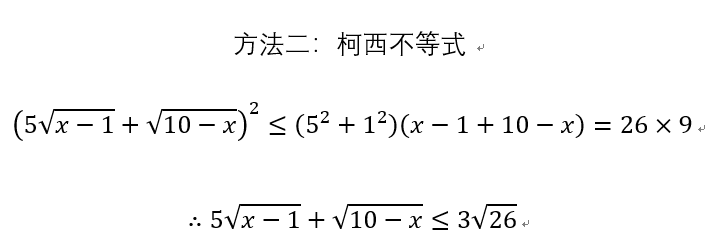 方法二：柯西不等式
(5√(x − 1) + √(10 − x))² ≤ (5² + 1²)(x − 1 + 10 − x) = 26 × 9
∴ 5√(x − 1) + √(10 − x) ≤ 3√26